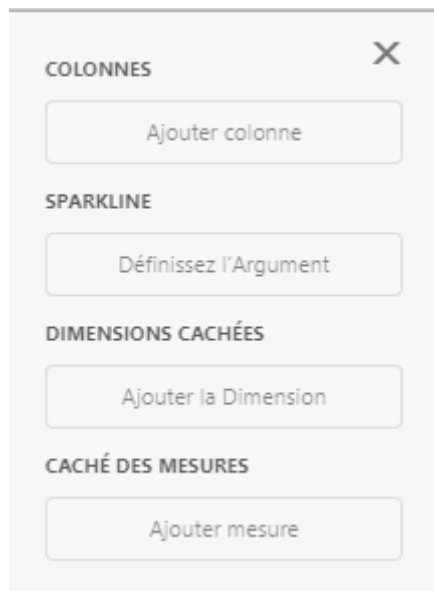 COLONNES
Ajouter colonne
SPARKLINE
Définissez l'Argument
DIMENSIONS CACHÉES
Ajouter la Dimension
CACHÉ DES MESURES
Ajouter mesure